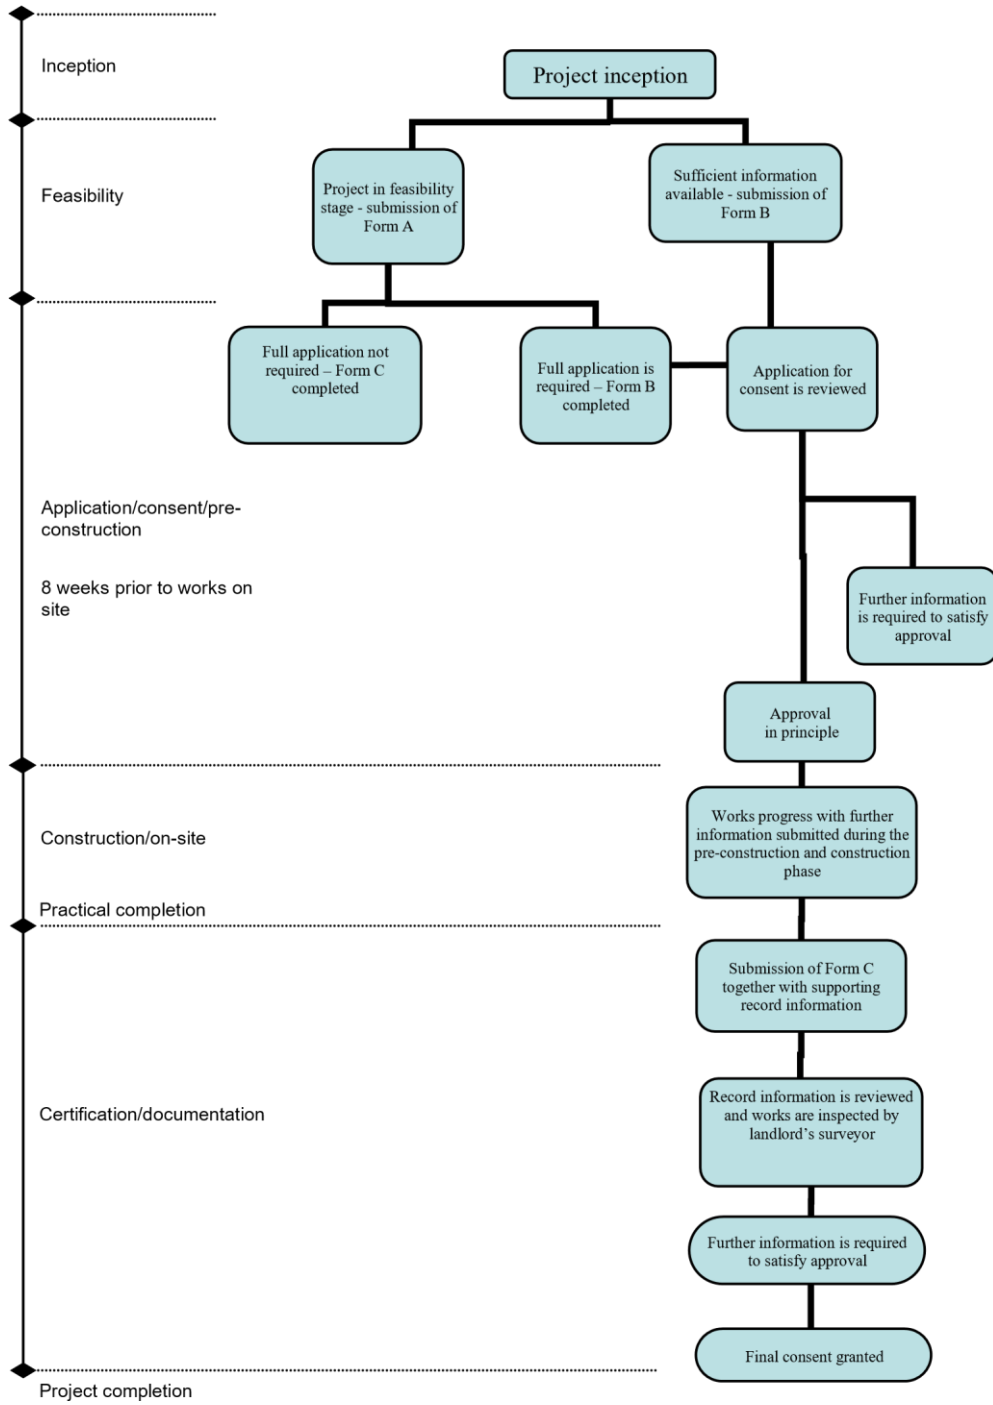 Inception
Project inception
Feasibility
Project in feasibility
stage - submission of
Form A
Sufficient information
available - submission of
Form B
Full application not
required – Form C
completed
Full application is
required – Form B
completed
Application for
consent is reviewed
Application/consent/pre-
construction
8 weeks prior to works on
site
Further information
is required to satisfy
approval
Approval
in principle
Construction/on-site
Works progress with further
information submitted during the
pre-construction and construction
phase
Practical completion
Submission of Form C
together with supporting
record information
Certification/documentation
Record information is reviewed
and works are inspected by
landlord’s surveyor
Further information is required
to satisfy approval
Final consent granted
Project completion